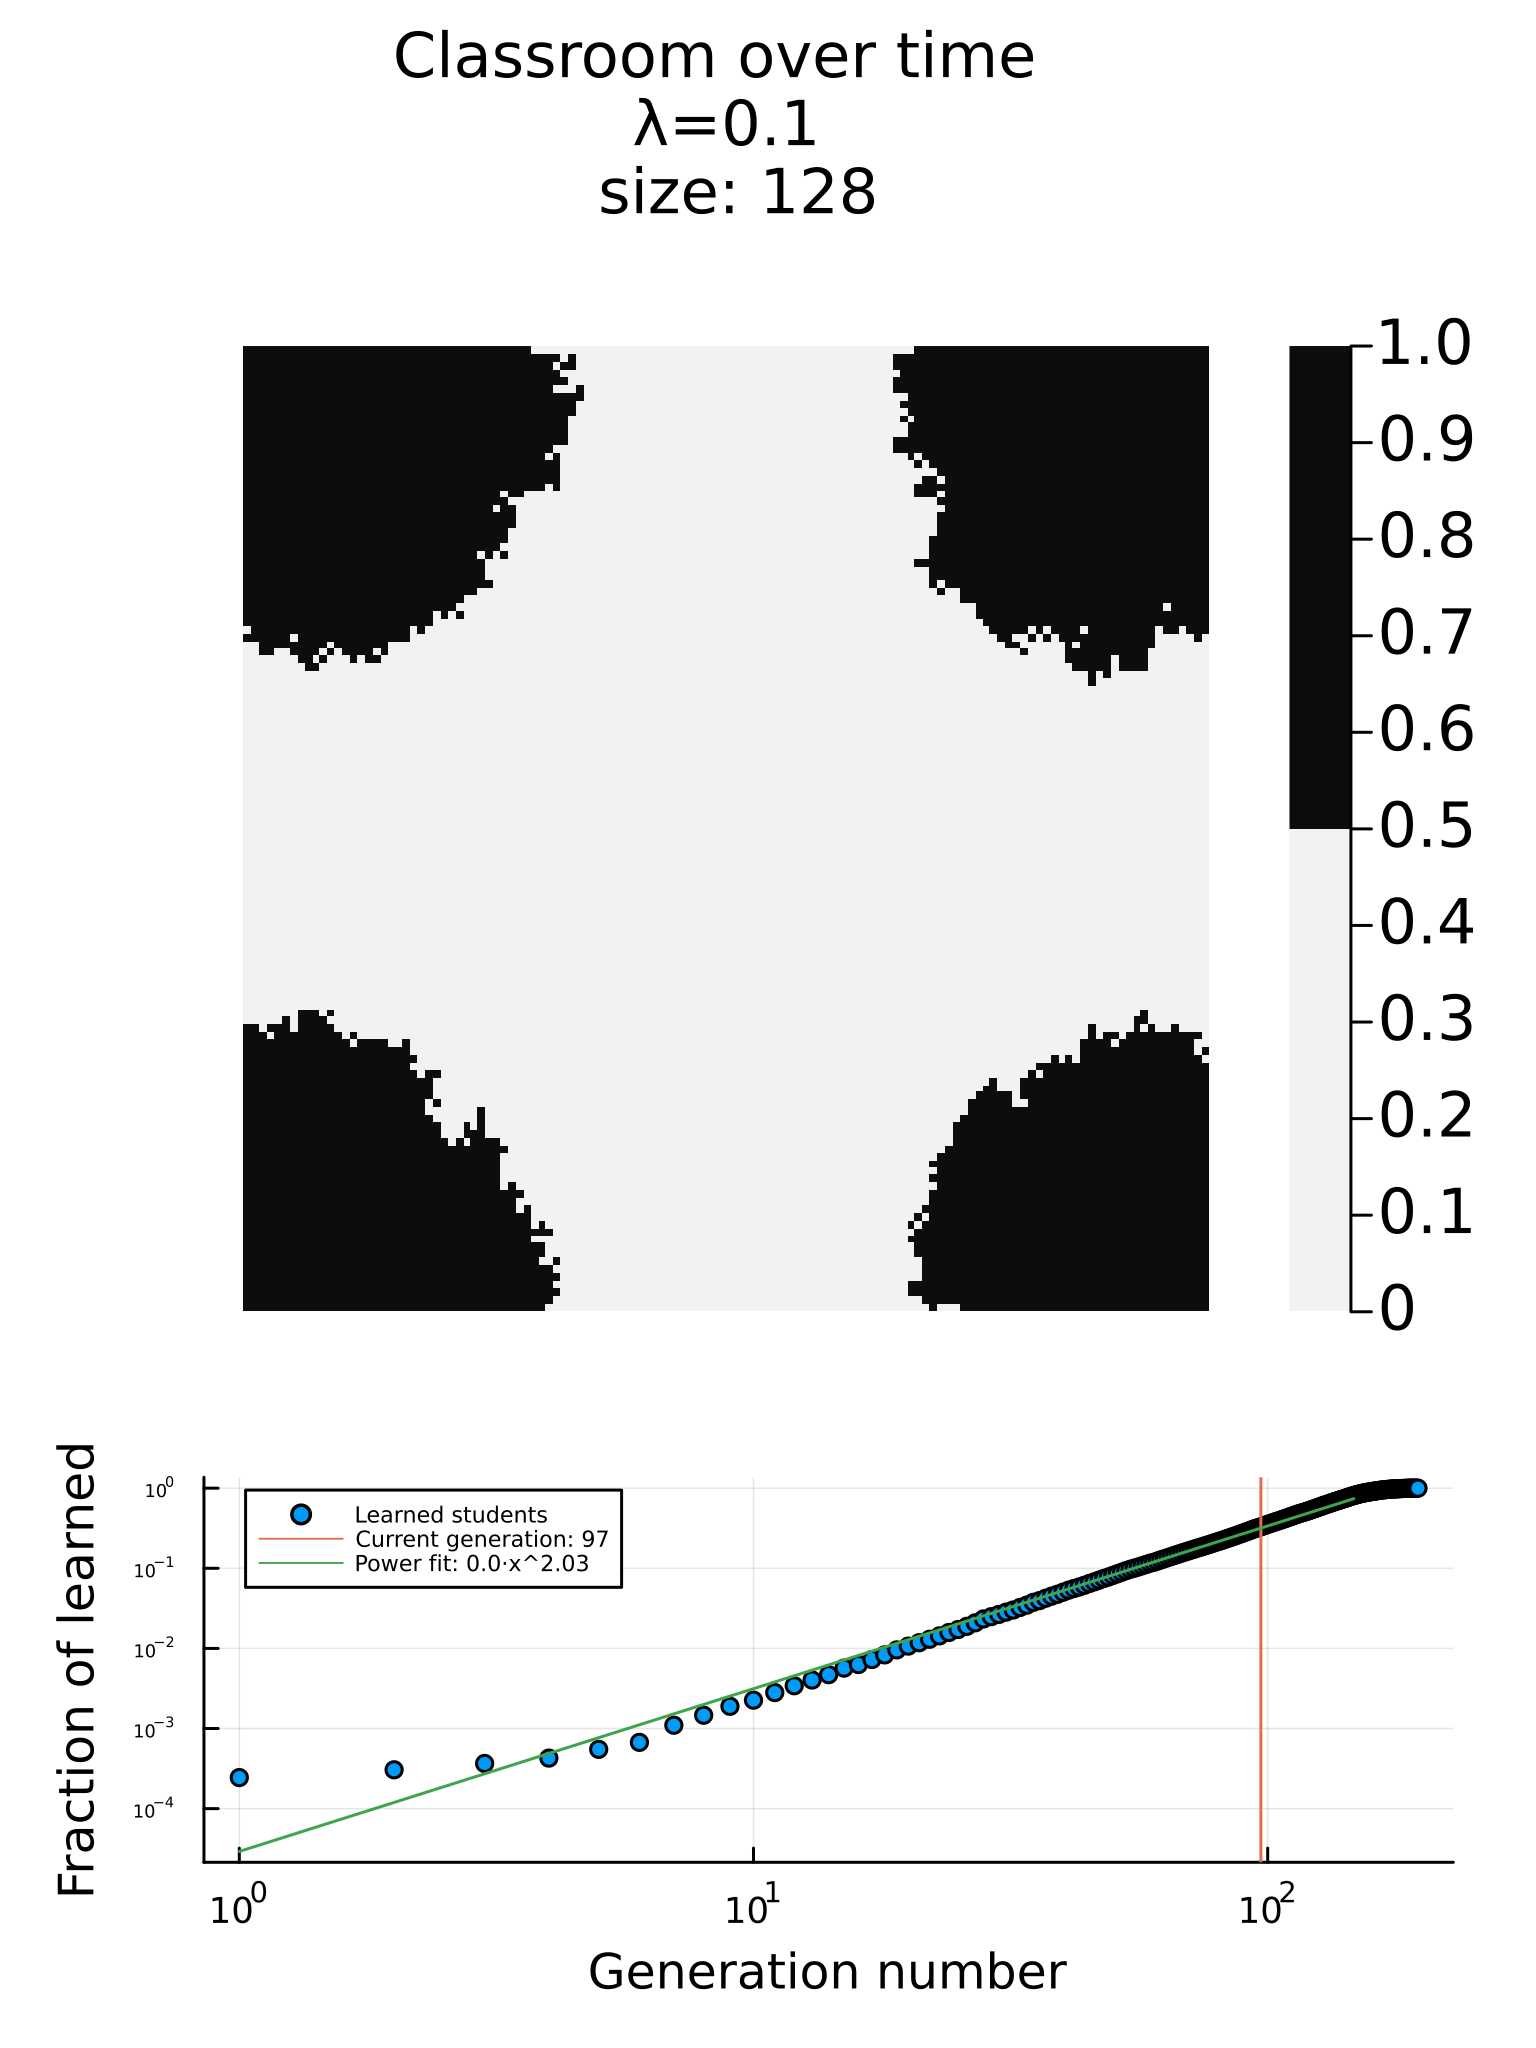 Classroom over time
λ=0.1
size: 128
1.0
0.9
0.8
0.7
0.6
0.5
0.4
0.3
0.2
0.1
0
Fraction of learned
10^0
10^-1
10^-2
10^-3
10^-4
Learned students
Current generation: 97
Power fit: 0.0·x^2.03
10^0 10^1 10^2
Generation number